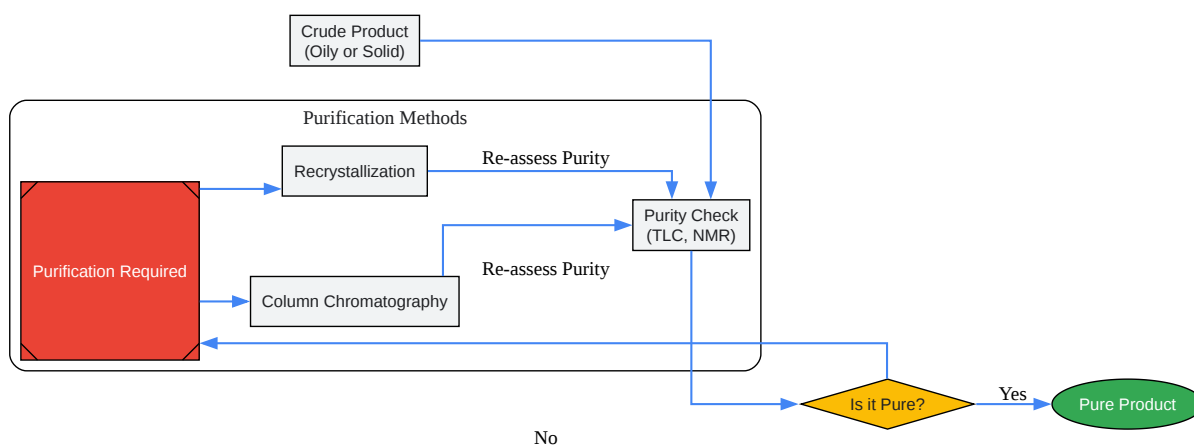 Crude Product
(Oily or Solid)
Purification Methods
Recrystallization
Re-assess Purity
Purity Check
(TLC, NMR)
Purification Required
Re-assess Purity
Column Chromatography
Is it Pure?
Yes
Pure Product
No